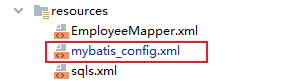 resources
EmployeeMapper.xml
mybatis_config.xml
sqls.xml